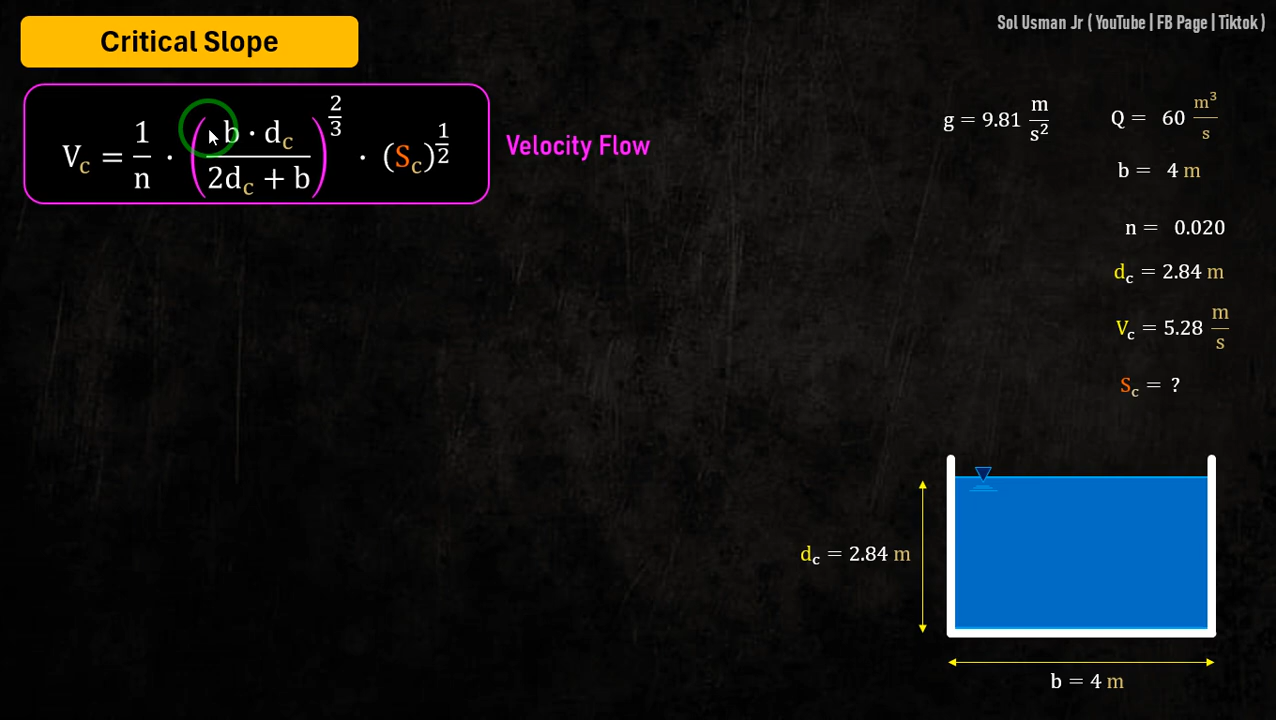 Critical Slope
Sol Usman Jr ( YouTube | FB Page | Tiktok )
V_c = 1/n · (b · d_c / 2d_c + b)^(2/3) · (S_c)^(1/2)
Velocity Flow
g = 9.81 m/s²
Q = 60 m³/s
b = 4 m
n = 0.020
d_c = 2.84 m
V_c = 5.28 m/s
S_c = ?
d_c = 2.84 m
b = 4 m